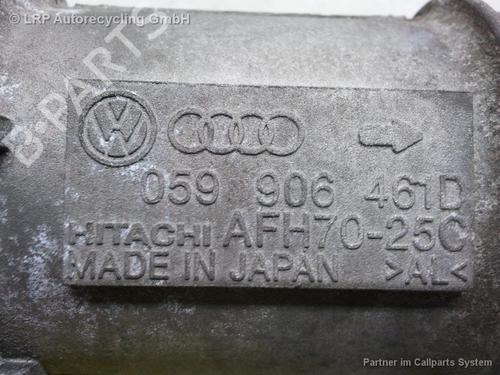 © LRP Autorecycling GmbH
B-PARTS
059 906 461D
HITACHI AFH70-25C
MADE IN JAPAN >AL<
Partner im Callparts System